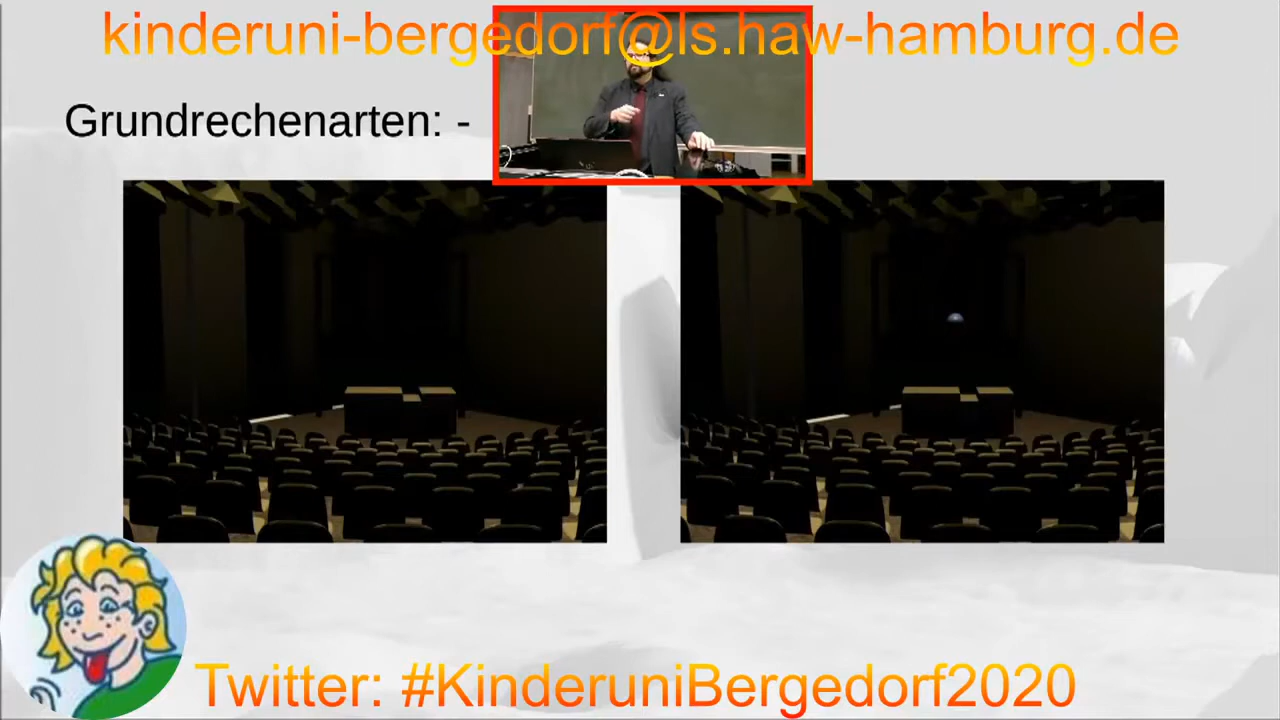 kinderuni-bergedorf@ls.haw-hamburg.de
Grundrechenarten: -
Twitter: #KinderuniBergedorf2020